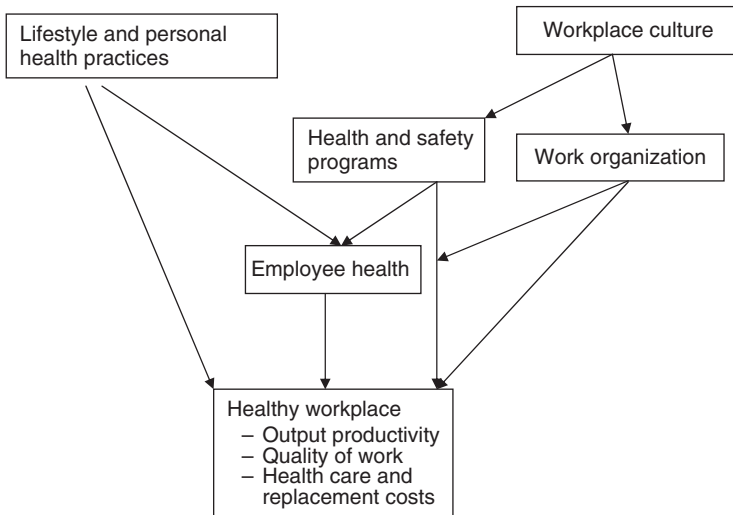 Lifestyle and personal
health practices
Workplace culture
Health and safety
programs
Work organization
Employee health
Healthy workplace
– Output productivity
– Quality of work
– Health care and
replacement costs